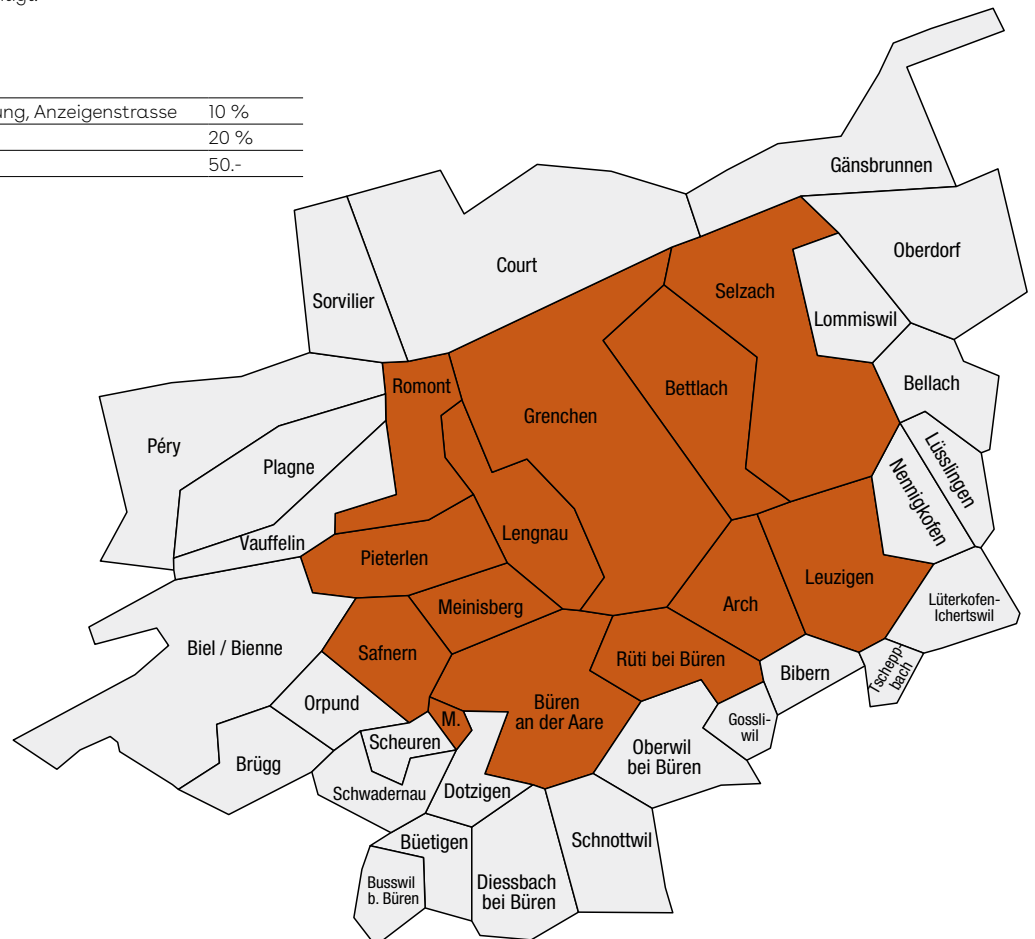 ung, Anzeigenstrasse 10 %
20 %
50.-
Gänsbrunnen
Oberdorf
Court
Selzach
Sorvilier
Lommiswil
Bellach
Romont
Bettlach
Grenchen
Péry
Lüsslingen
Plagne
Nennigkofen
Lengnau
Vauffelin
Pieterlen
Leuzigen
Lüterkofen-
Ichertswil
Meinisberg
Arch
Biel / Bienne
Safnern
Rüti bei Büren
Bibern
Tschepp-
bach
Orpund
Büren
an der Aare
M.
Gossli-
wil
Scheuren
Oberwil
bei Büren
Brügg
Schwadernau
Dotzigen
Büetigen
Schnottwil
Busswil
b. Büren
Diessbach
bei Büren